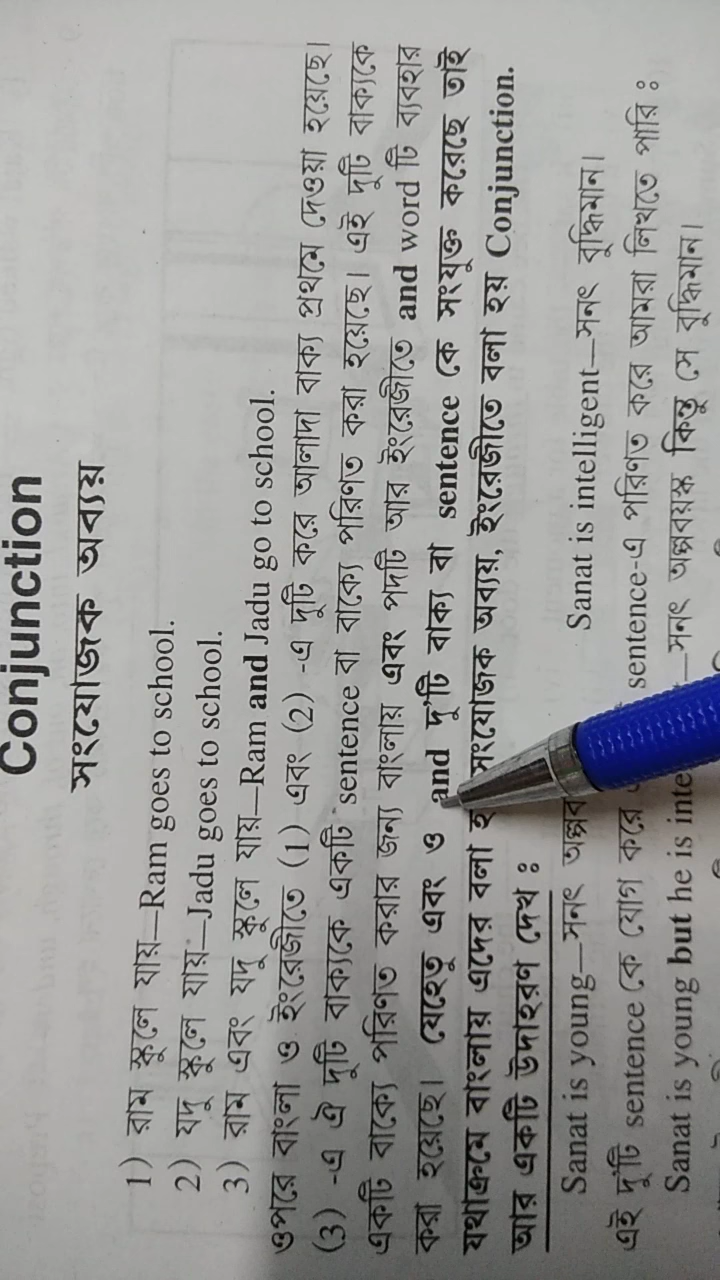 Conjunction
সংযোজক অব্যয়
1) রাম স্কুলে যায়—Ram goes to school.
2) যদু স্কুলে যায়—Jadu goes to school.
3) রাম এবং যদু স্কুলে যায়—Ram and Jadu go to school.
ওপরে বাংলা ও ইংরেজীতে (1) এবং (2) -এ দুটি করে আলাদা বাক্য প্রথমে দেওয়া হয়েছে।
(3) -এ ঐ দুটি বাক্যকে একটি sentence বা বাক্যে পরিণত করা হয়েছে। এই দুটি বাক্যকে
একটি বাক্যে পরিণত করার জন্য বাংলায় এবং পদটি আর ইংরেজীতে and word টি ব্যবহার
করা হয়েছে। যেহেতু এবং ও and দু'টি বাক্য বা sentence কে সংযুক্ত করেছে তাই
যথাক্রমে বাংলায় এদের বলা সংযোজক অব্যয়, ইংরেজীতে বলা হয় Conjunction.
আর একটি উদাহরণ দেখ :
Sanat is young—সনৎ Sanat is intelligent—সনৎ বুদ্ধিমান।
এই দু'টি sentence কে যোগ করে sentence-এ পরিণত করে আমরা লিখতে পারি :
Sanat is young but he is —সনৎ অল্পবয়স্ক কিন্তু সে বুদ্ধিমান।